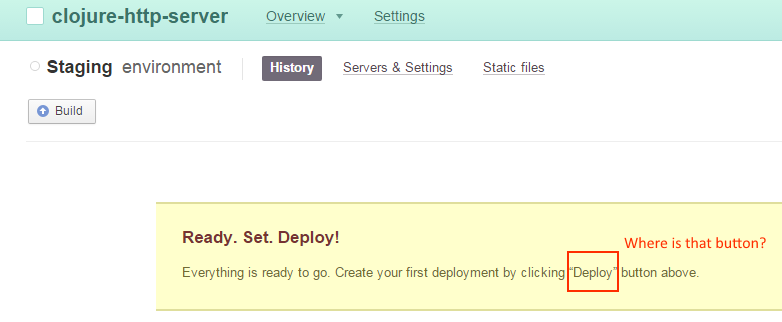 clojure-http-server Overview Settings
Staging environment History Servers & Settings Static files
Build
Ready. Set. Deploy!
Where is that button?
Everything is ready to go. Create your first deployment by clicking “Deploy” button above.